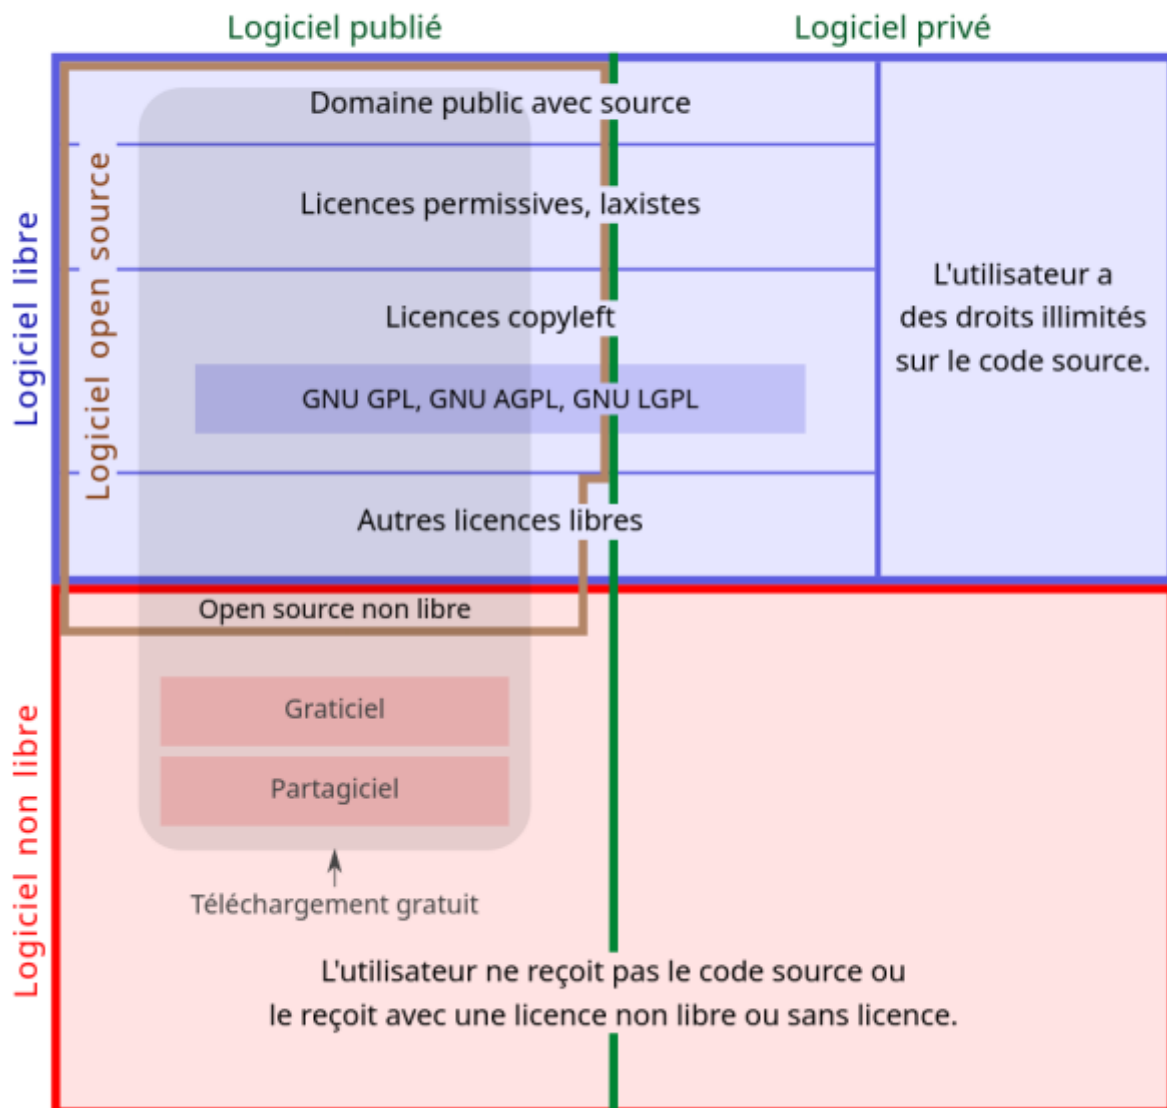 Logiciel publié
Logiciel privé
Logiciel libre
Logiciel open source
Domaine public avec source
Licences permissives, laxistes
Licences copyleft
GNU GPL, GNU AGPL, GNU LGPL
Autres licences libres
L'utilisateur a
des droits illimités
sur le code source.
Logiciel non libre
Open source non libre
Graticiel
Partagiciel
Téléchargement gratuit
L'utilisateur ne reçoit pas le code source ou
le reçoit avec une licence non libre ou sans licence.